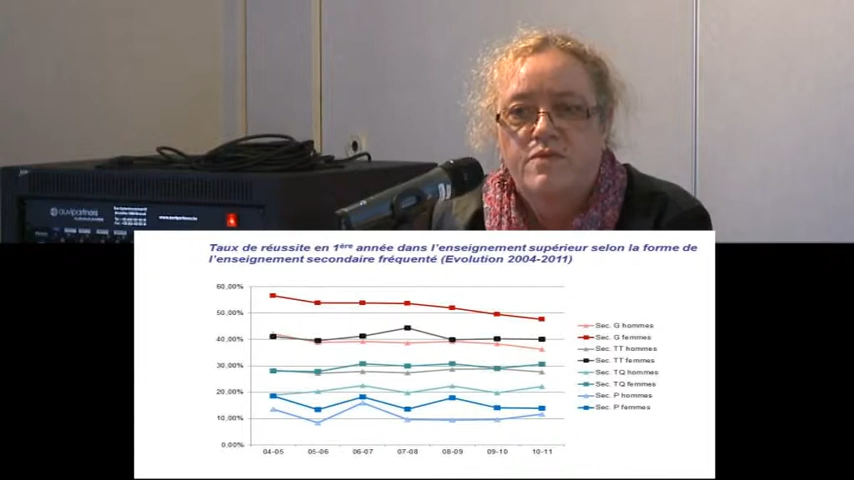 auvipartners
www.auvipartners.be
Taux de réussite en 1ère année dans l'enseignement supérieur selon la forme de
l'enseignement secondaire fréquenté (Evolution 2004-2011)
60,00%
50,00%
40,00%
30,00%
20,00%
10,00%
0,00%
04-05 05-06 06-07 07-08 08-09 09-10 10-11
Sec. G hommes
Sec. G femmes
Sec. TT hommes
Sec. TT femmes
Sec. TQ hommes
Sec. TQ femmes
Sec. P hommes
Sec. P femmes